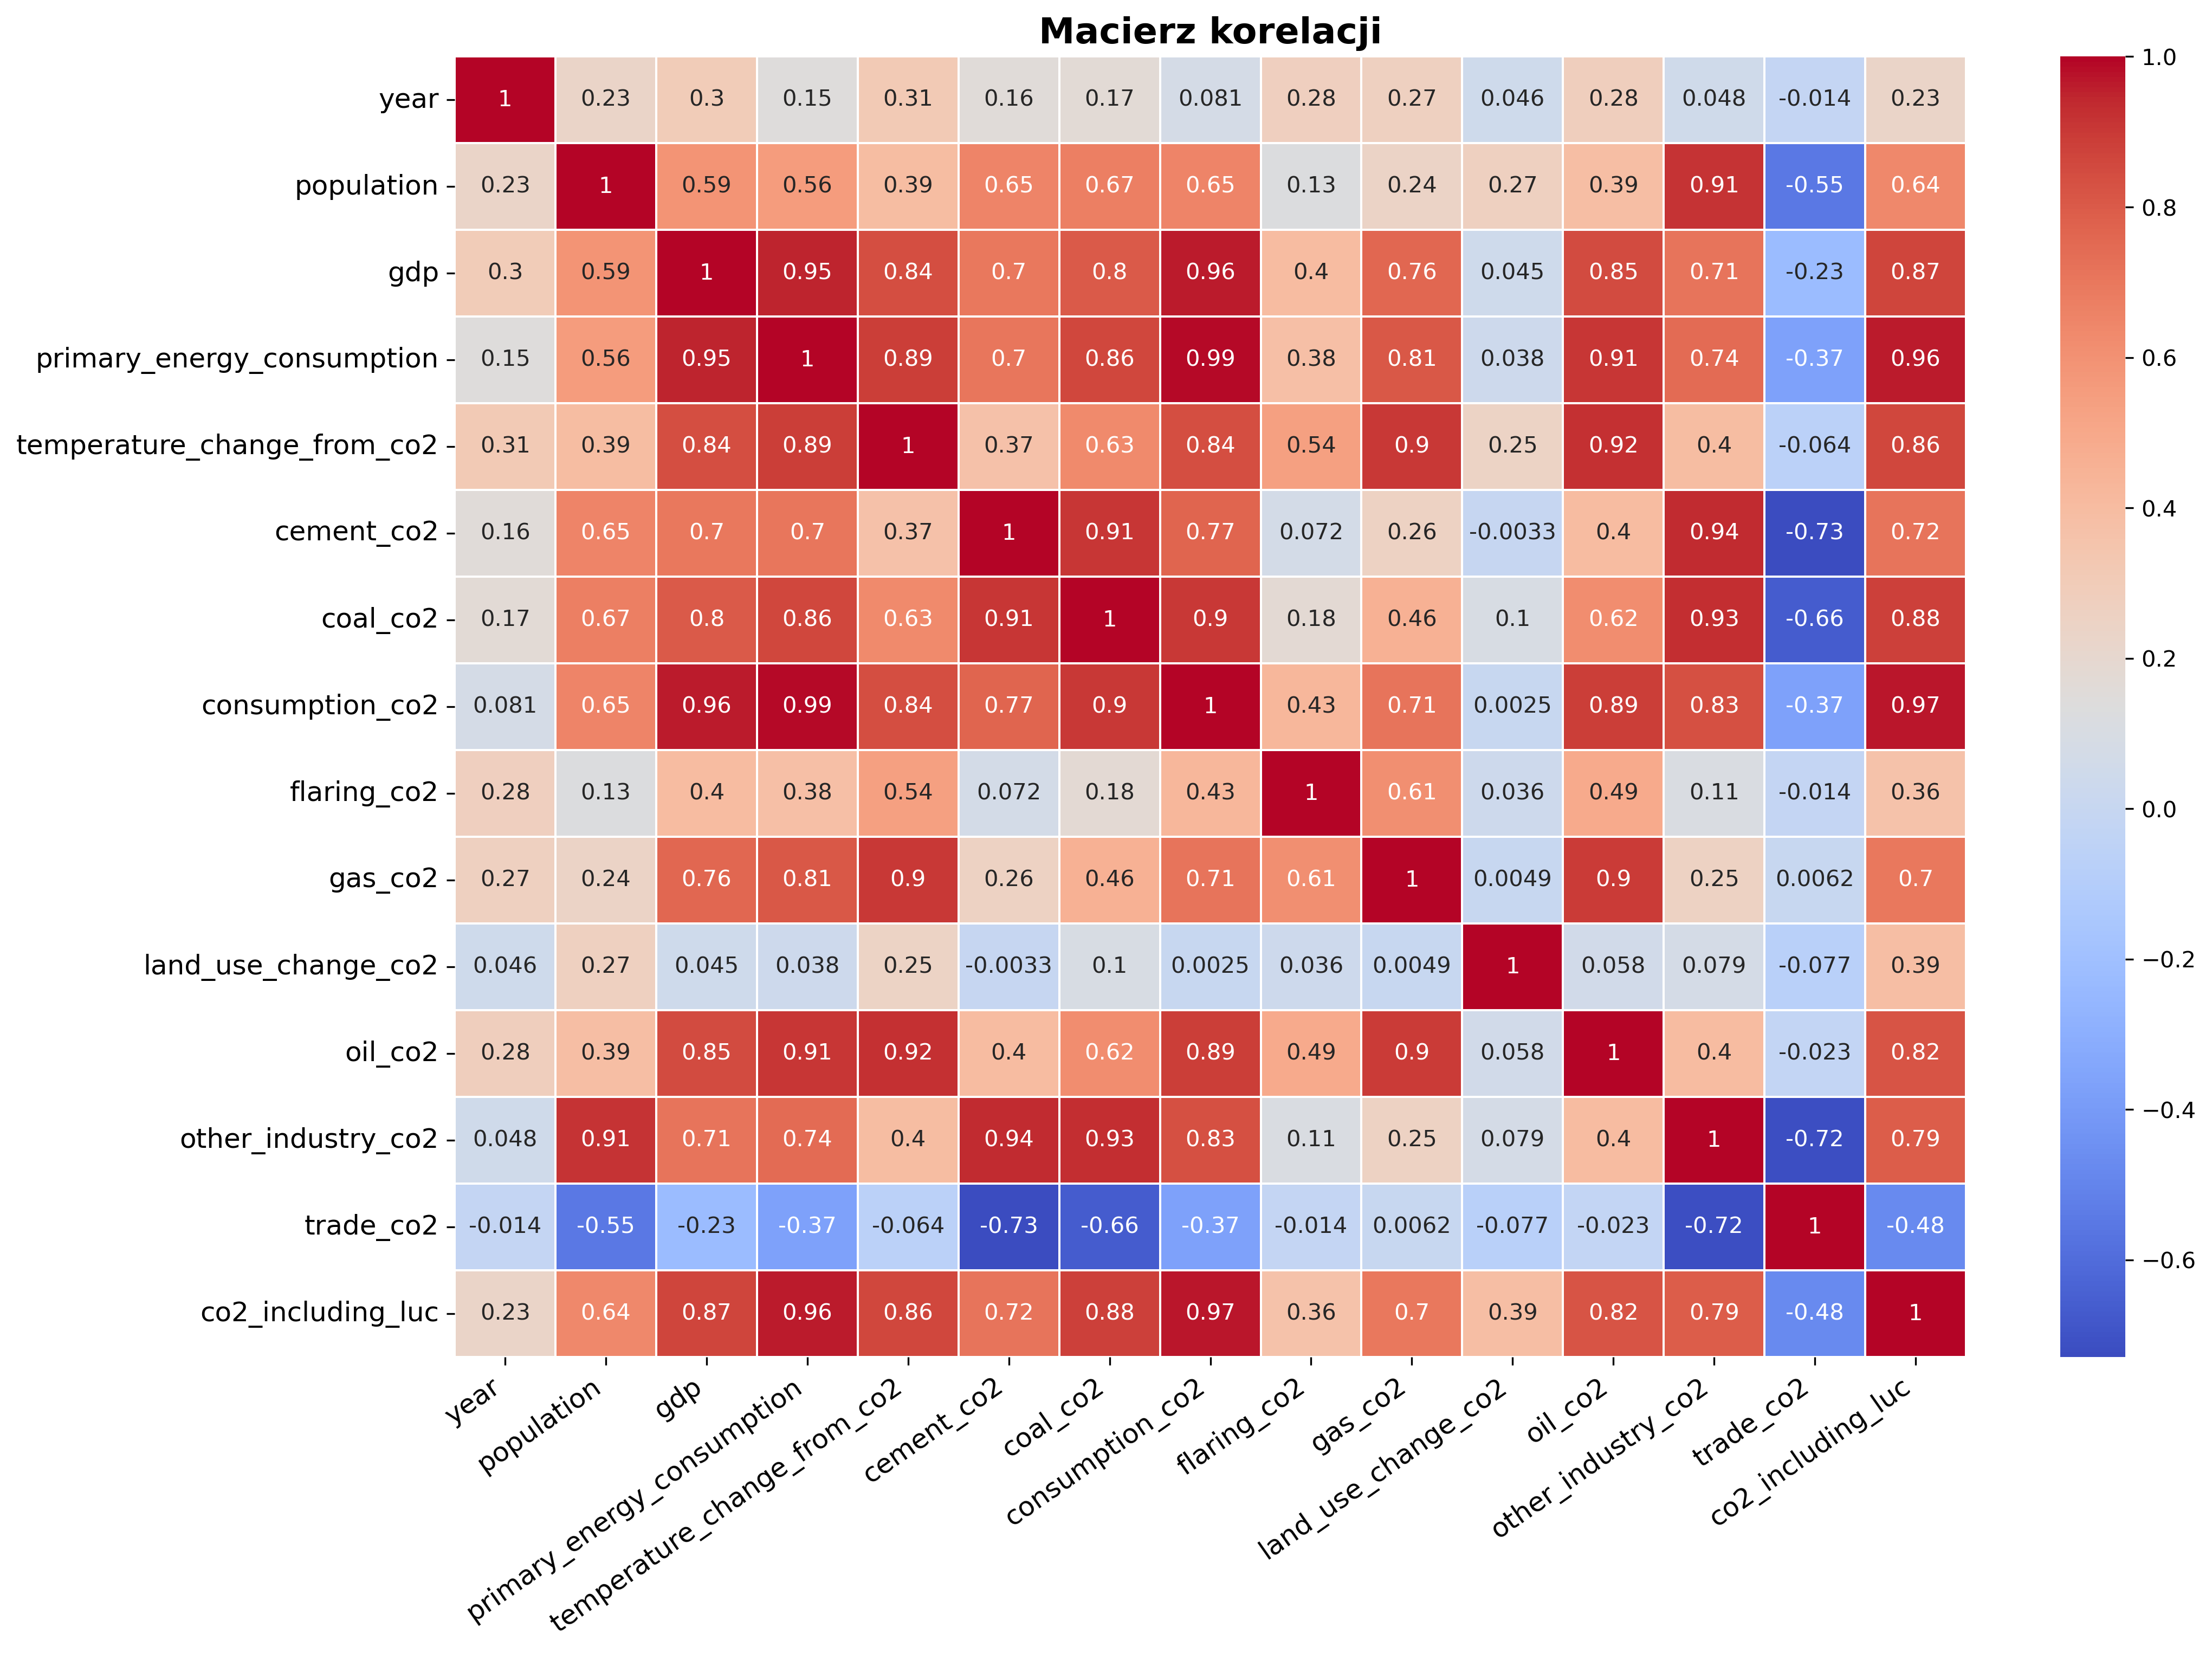 Macierz korelacji
year 1 0.23 0.3 0.15 0.31 0.16 0.17 0.081 0.28 0.27 0.046 0.28 0.048 -0.014 0.23
population 0.23 1 0.59 0.56 0.39 0.65 0.67 0.65 0.13 0.24 0.27 0.39 0.91 -0.55 0.64
gdp 0.3 0.59 1 0.95 0.84 0.7 0.8 0.96 0.4 0.76 0.045 0.85 0.71 -0.23 0.87
primary_energy_consumption 0.15 0.56 0.95 1 0.89 0.7 0.86 0.99 0.38 0.81 0.038 0.91 0.74 -0.37 0.96
temperature_change_from_co2 0.31 0.39 0.84 0.89 1 0.37 0.63 0.84 0.54 0.9 0.25 0.92 0.4 -0.064 0.86
cement_co2 0.16 0.65 0.7 0.7 0.37 1 0.91 0.77 0.072 0.26 -0.0033 0.4 0.94 -0.73 0.72
coal_co2 0.17 0.67 0.8 0.86 0.63 0.91 1 0.9 0.18 0.46 0.1 0.62 0.93 -0.66 0.88
consumption_co2 0.081 0.65 0.96 0.99 0.84 0.77 0.9 1 0.43 0.71 0.0025 0.89 0.83 -0.37 0.97
flaring_co2 0.28 0.13 0.4 0.38 0.54 0.072 0.18 0.43 1 0.61 0.036 0.49 0.11 -0.014 0.36
gas_co2 0.27 0.24 0.76 0.81 0.9 0.26 0.46 0.71 0.61 1 0.0049 0.9 0.25 0.0062 0.7
land_use_change_co2 0.046 0.27 0.045 0.038 0.25 -0.0033 0.1 0.0025 0.036 0.0049 1 0.058 0.079 -0.077 0.39
oil_co2 0.28 0.39 0.85 0.91 0.92 0.4 0.62 0.89 0.49 0.9 0.058 1 0.4 -0.023 0.82
other_industry_co2 0.048 0.91 0.71 0.74 0.4 0.94 0.93 0.83 0.11 0.25 0.079 0.4 1 -0.72 0.79
trade_co2 -0.014 -0.55 -0.23 -0.37 -0.064 -0.73 -0.66 -0.37 -0.014 0.0062 -0.077 -0.023 -0.72 1 -0.48
co2_including_luc 0.23 0.64 0.87 0.96 0.86 0.72 0.88 0.97 0.36 0.7 0.39 0.82 0.79 -0.48 1
year
population
gdp
primary_energy_consumption
temperature_change_from_co2
cement_co2
coal_co2
consumption_co2
flaring_co2
gas_co2
land_use_change_co2
oil_co2
other_industry_co2
trade_co2
co2_including_luc
1.0
0.8
0.6
0.4
0.2
0.0
−0.2
−0.4
−0.6